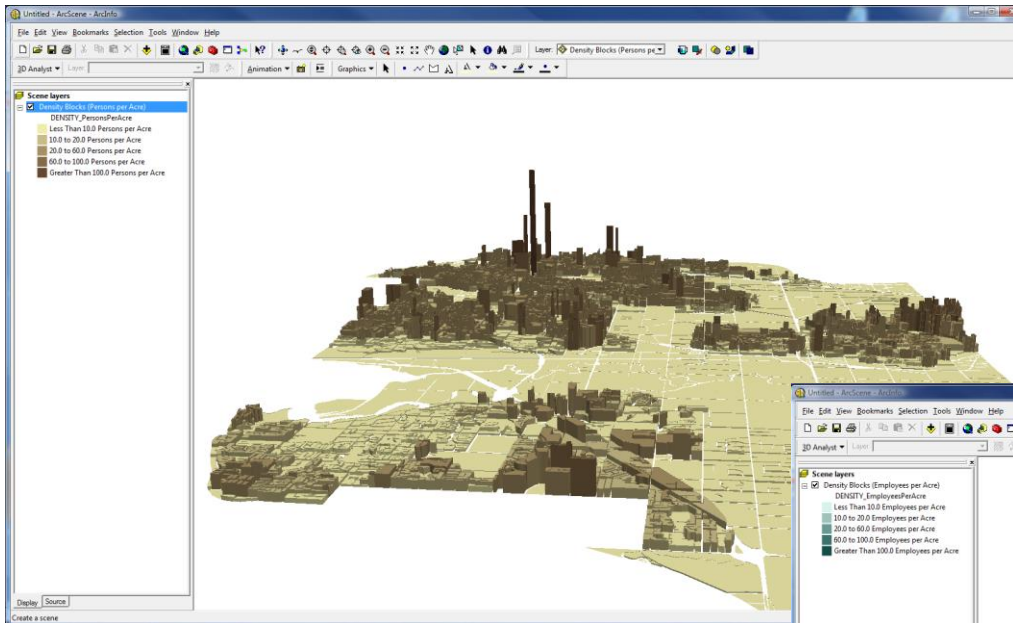 Untitled - ArcScene - ArcInfo
File Edit View Bookmarks Selection Tools Window Help
Layer: Density Blocks (Persons pe
3D Analyst Layer: Animation Graphics
Scene layers
Density Blocks (Persons per Acre)
DENSITY_PersonsPerAcre
Less Than 10.0 Persons per Acre
10.0 to 20.0 Persons per Acre
20.0 to 60.0 Persons per Acre
60.0 to 100.0 Persons per Acre
Greater Than 100.0 Persons per Acre
Display Source
Create a scene
Untitled - ArcScene - ArcInfo
File Edit View Bookmarks Selection Tools Window Help
3D Analyst Layer:
Scene layers
Density Blocks (Employees per Acre)
DENSITY_EmployeesPerAcre
Less Than 10.0 Employees per Acre
10.0 to 20.0 Employees per Acre
20.0 to 60.0 Employees per Acre
60.0 to 100.0 Employees per Acre
Greater Than 100.0 Employees per Acre